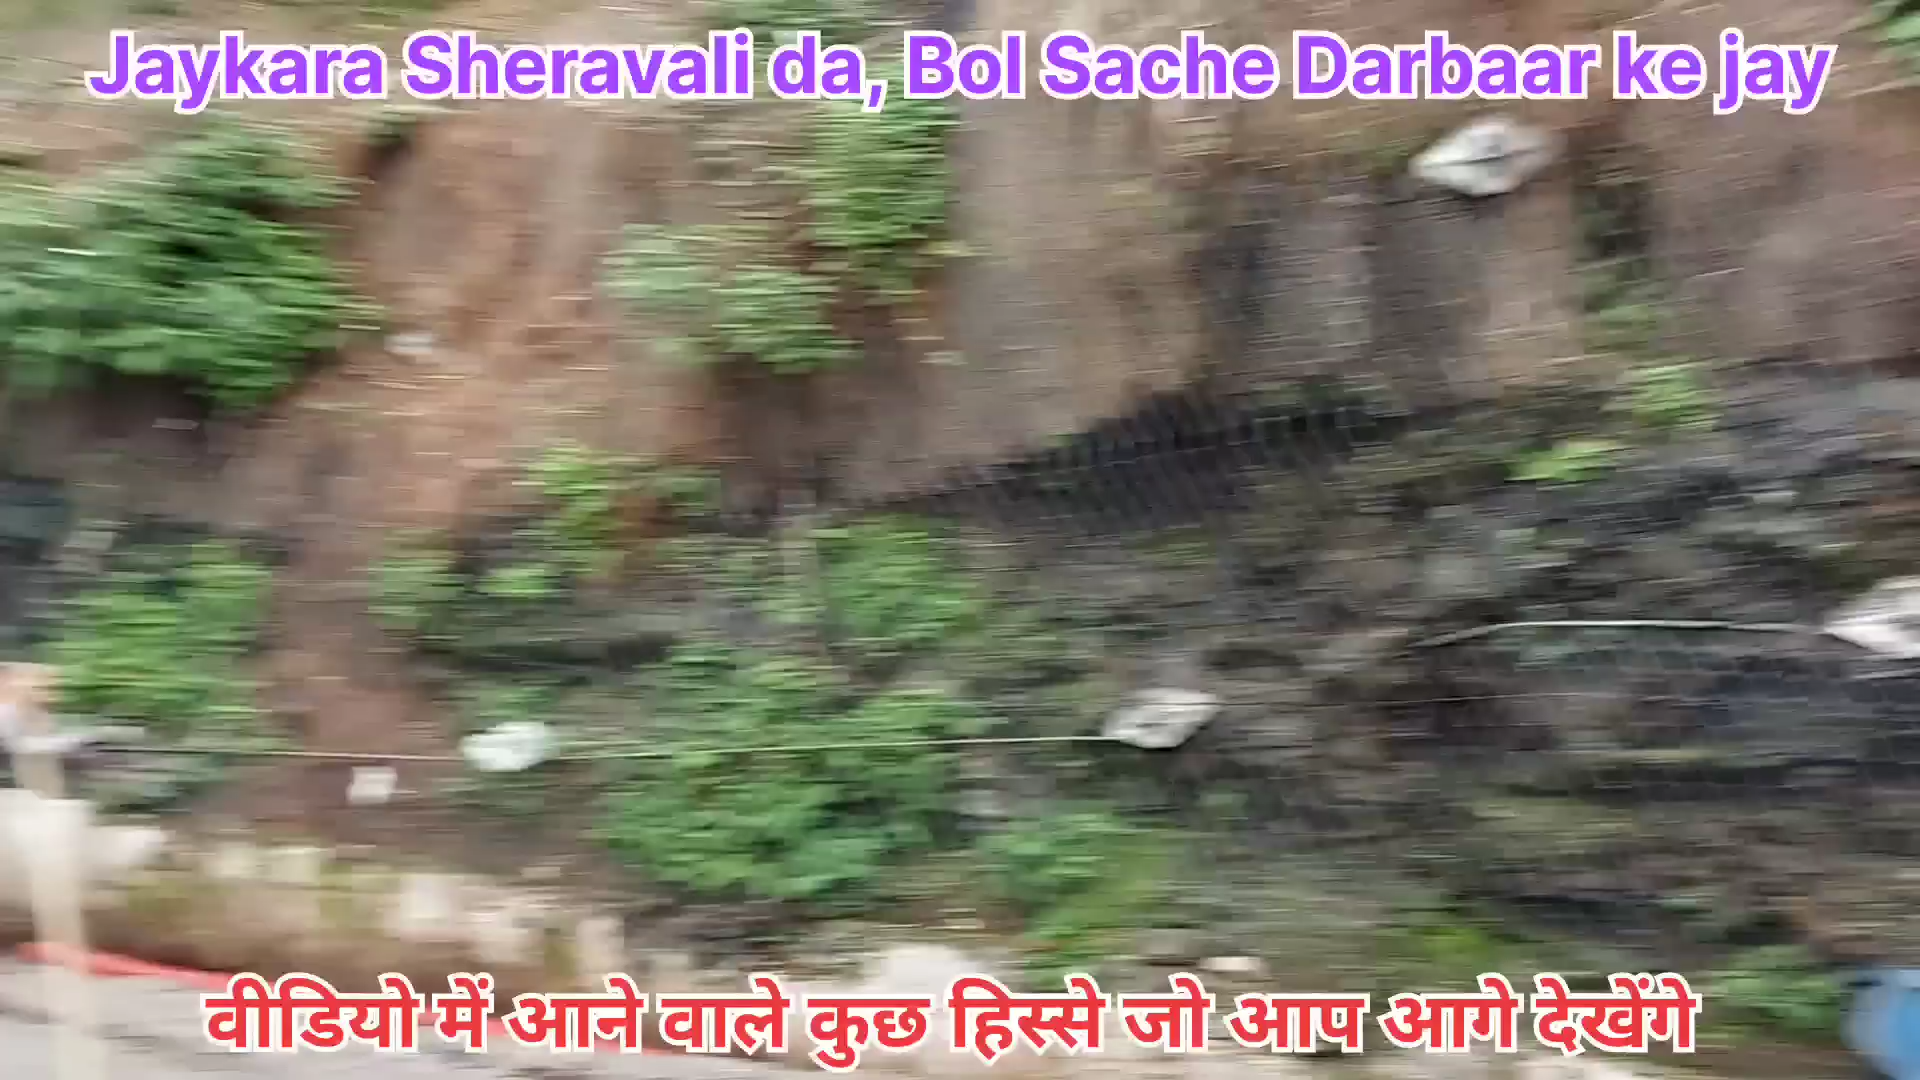 Jaykara Sheravali da, Bol Sache Darbaar ke jay
वीडियो में आने वाले कुछ हिस्से जो आप आगे देखेंगे